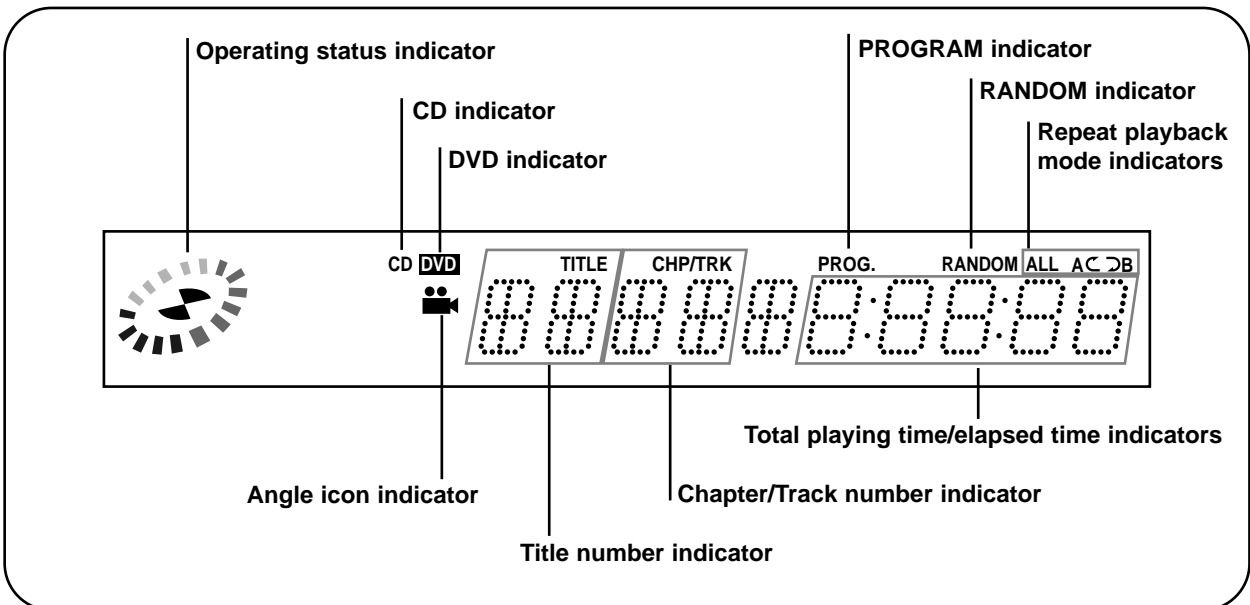 Operating status indicator
PROGRAM indicator
RANDOM indicator
CD indicator
Repeat playback
mode indicators
DVD indicator
CD DVD TITLE CHP/TRK PROG. RANDOM ALL A B
Total playing time/elapsed time indicators
Angle icon indicator
Chapter/Track number indicator
Title number indicator